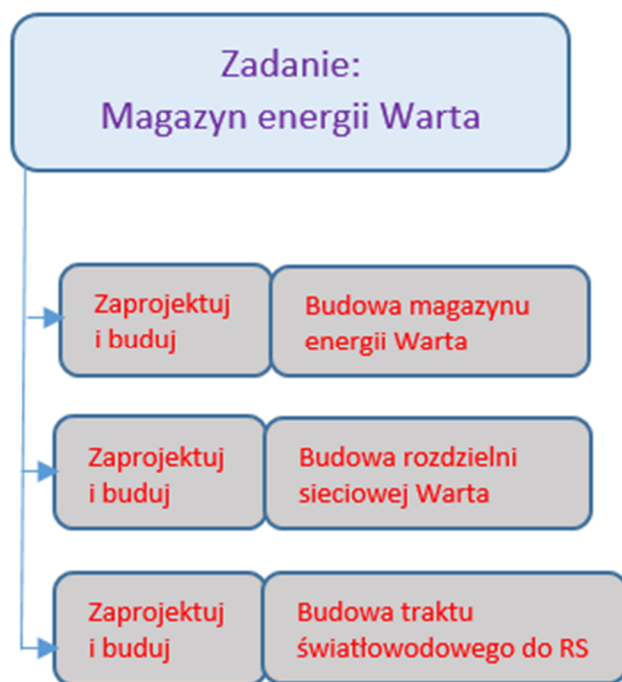 Zadanie:
Magazyn energii Warta
Zaprojektuj
i buduj
Budowa magazynu
energii Warta
Zaprojektuj
i buduj
Budowa rozdzielni
sieciowej Warta
Zaprojektuj
i buduj
Budowa traktu
światłowodowego do RS